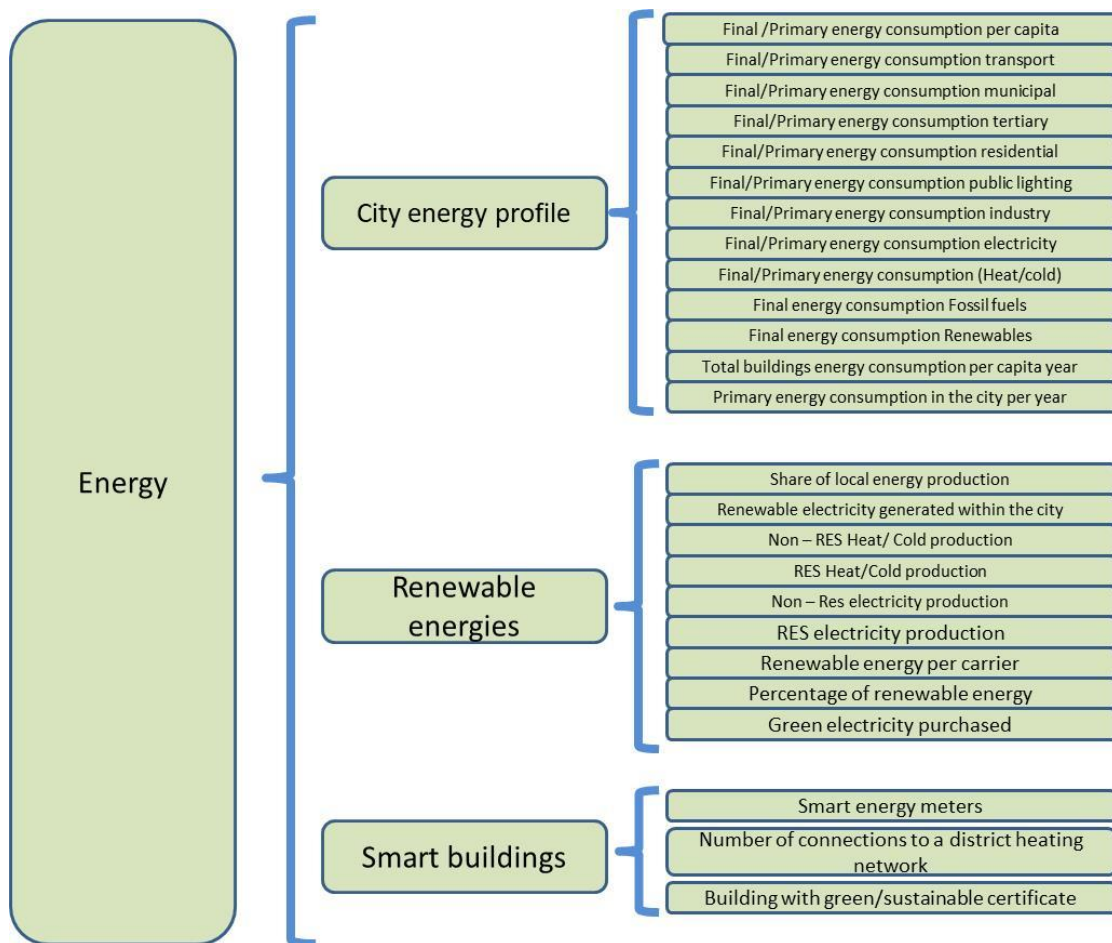 Energy
City energy profile
Final /Primary energy consumption per capita
Final/Primary energy consumption transport
Final/Primary energy consumption municipal
Final/Primary energy consumption tertiary
Final/Primary energy consumption residential
Final/Primary energy consumption public lighting
Final/Primary energy consumption industry
Final/Primary energy consumption electricity
Final/Primary energy consumption (Heat/cold)
Final energy consumption Fossil fuels
Final energy consumption Renewables
Total buildings energy consumption per capita year
Primary energy consumption in the city per year
Renewable
energies
Share of local energy production
Renewable electricity generated within the city
Non – RES Heat/ Cold production
RES Heat/Cold production
Non – Res electricity production
RES electricity production
Renewable energy per carrier
Percentage of renewable energy
Green electricity purchased
Smart buildings
Smart energy meters
Number of connections to a district heating
network
Building with green/sustainable certificate